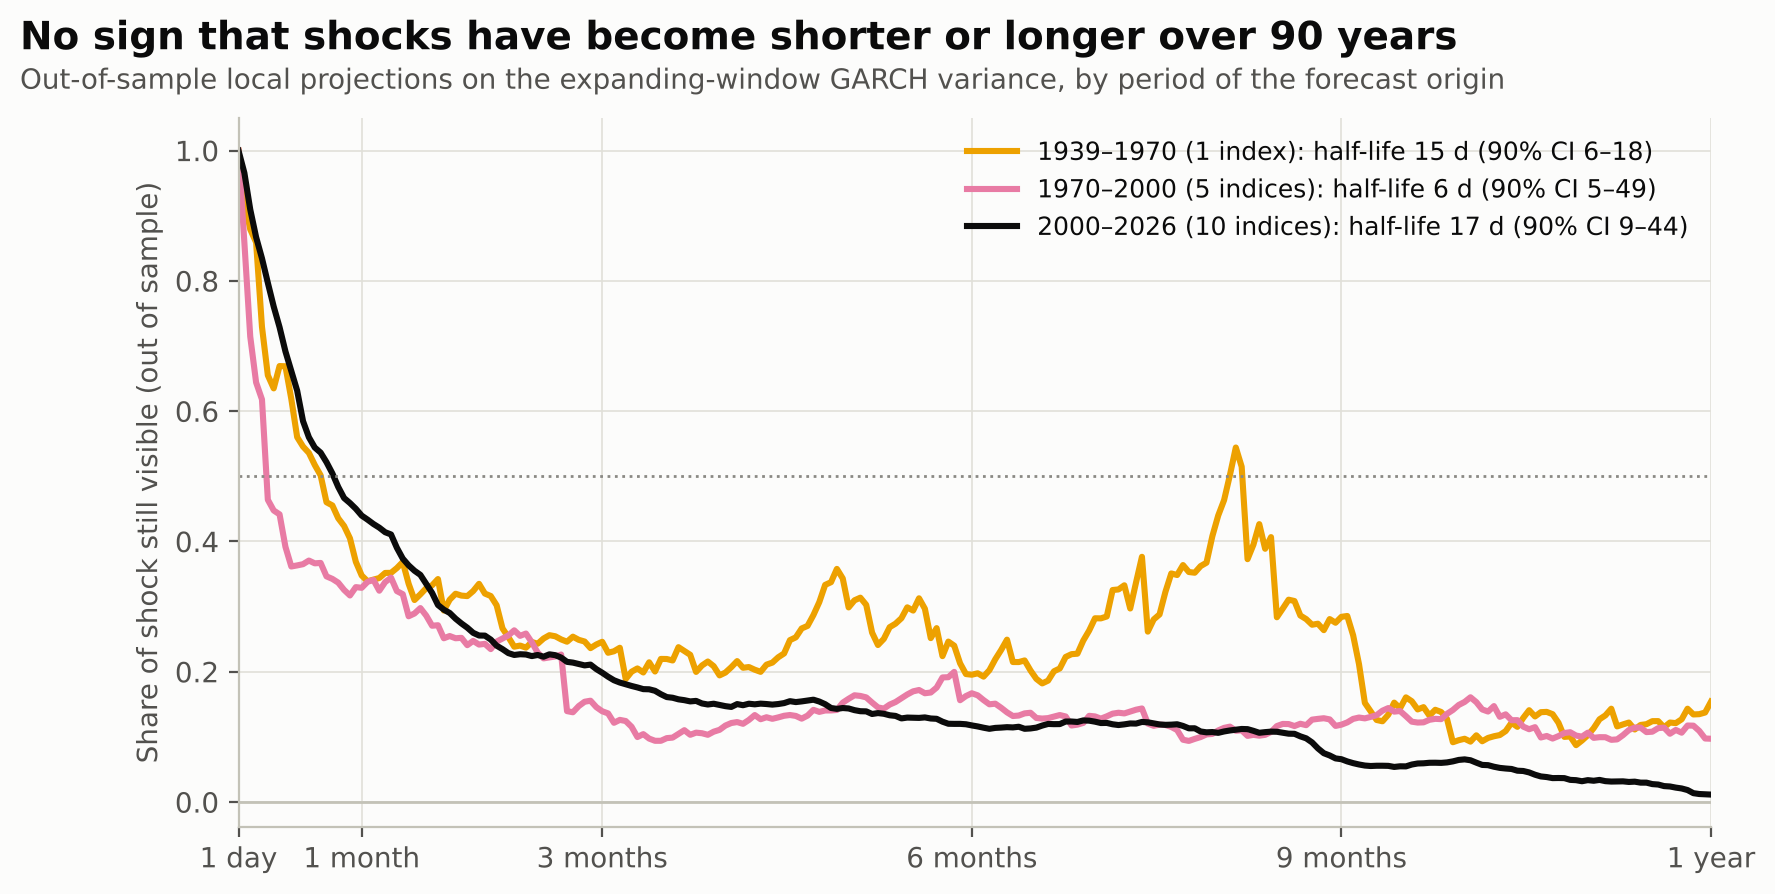 No sign that shocks have become shorter or longer over 90 years
Out-of-sample local projections on the expanding-window GARCH variance, by period of the forecast origin
Share of shock still visible (out of sample)
1.0
0.8
0.6
0.4
0.2
0.0
1939–1970 (1 index): half-life 15 d (90% CI 6–18)
1970–2000 (5 indices): half-life 6 d (90% CI 5–49)
2000–2026 (10 indices): half-life 17 d (90% CI 9–44)
1 day 1 month 3 months 6 months 9 months 1 year